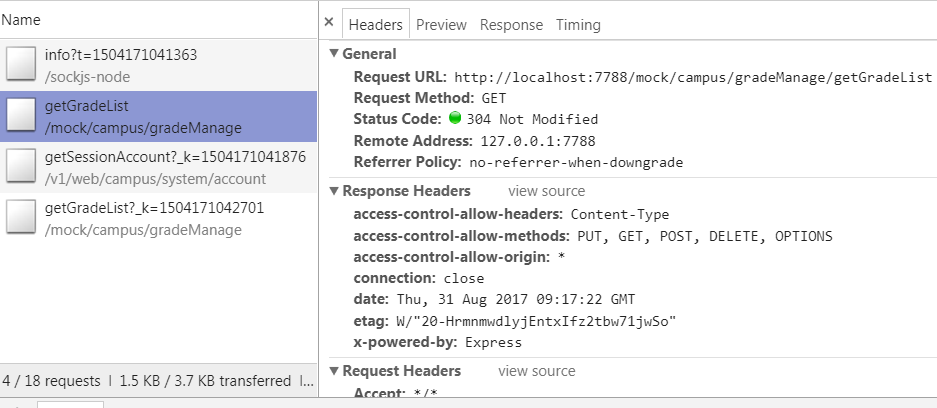 Name
info?t=1504171041363
/sockjs-node
getGradeList
/mock/campus/gradeManage
getSessionAccount?_k=1504171041876
/v1/web/campus/system/account
getGradeList?_k=1504171042701
/mock/campus/gradeManage
4 / 18 requests | 1.5 KB / 3.7 KB transferred | ...
× Headers Preview Response Timing
▼ General
Request URL: http://localhost:7788/mock/campus/gradeManage/getGradeList
Request Method: GET
Status Code: 304 Not Modified
Remote Address: 127.0.0.1:7788
Referrer Policy: no-referrer-when-downgrade
▼ Response Headers view source
access-control-allow-headers: Content-Type
access-control-allow-methods: PUT, GET, POST, DELETE, OPTIONS
access-control-allow-origin: *
connection: close
date: Thu, 31 Aug 2017 09:17:22 GMT
etag: W/"20-HrmnmwdlyjEntxIfz2tbw71jwSo"
x-powered-by: Express
▼ Request Headers view source
Accept: */*